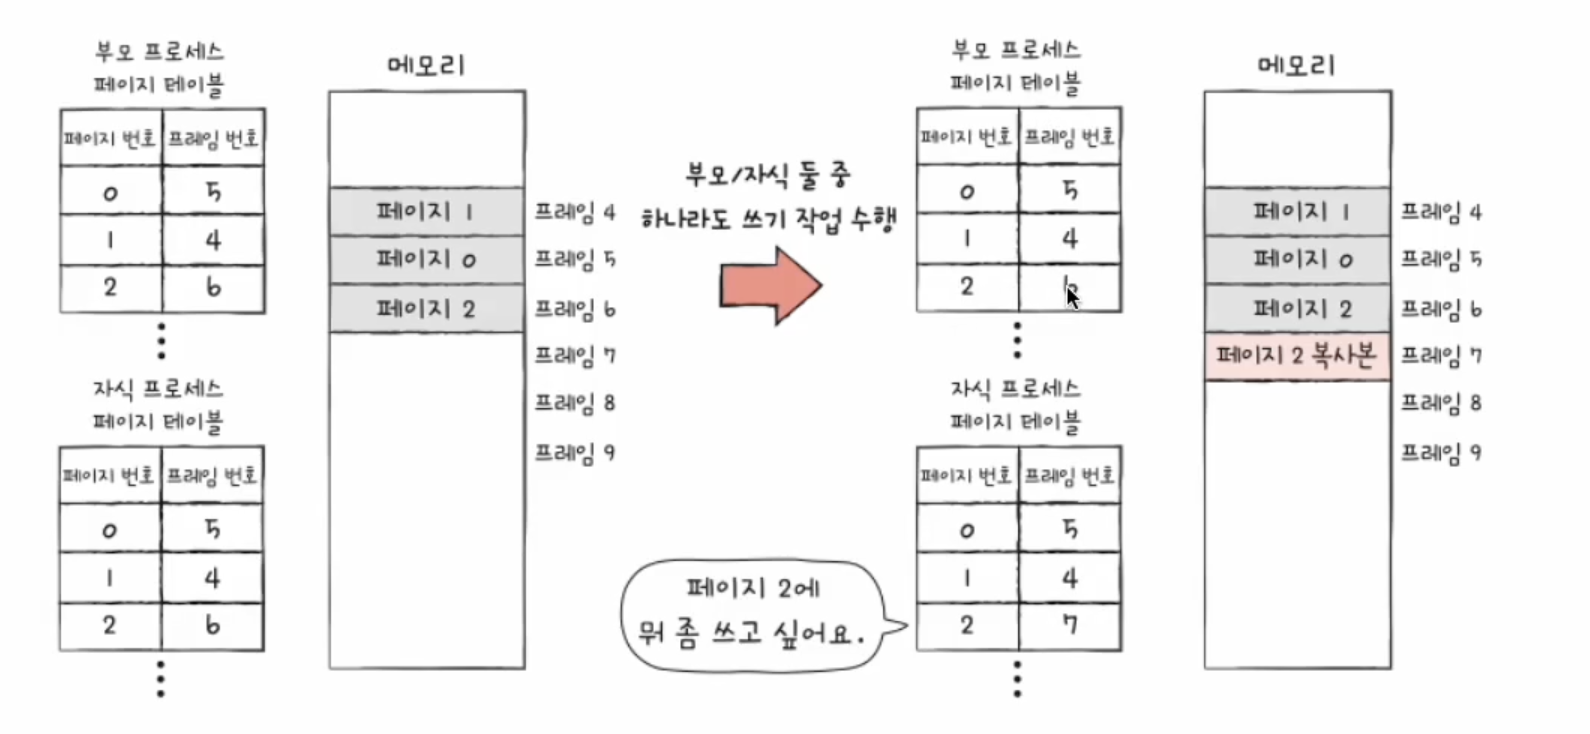 부모 프로세스
페이지 테이블
페이지 번호 프레임 번호
0 5
1 4
2 6
자식 프로세스
페이지 테이블
페이지 번호 프레임 번호
0 5
1 4
2 6
메모리
페이지 1 프레임 4
페이지 0 프레임 5
페이지 2 프레임 6
프레임 7
프레임 8
프레임 9
부모/자식 둘 중
하나라도 쓰기 작업 수행
부모 프로세스
페이지 테이블
페이지 번호 프레임 번호
0 5
1 4
2
자식 프로세스
페이지 테이블
페이지 번호 프레임 번호
0 5
1 4
2 7
페이지 2에
뭐 좀 쓰고 싶어요.
메모리
페이지 1 프레임 4
페이지 0 프레임 5
페이지 2 프레임 6
페이지 2 복사본 프레임 7
프레임 8
프레임 9